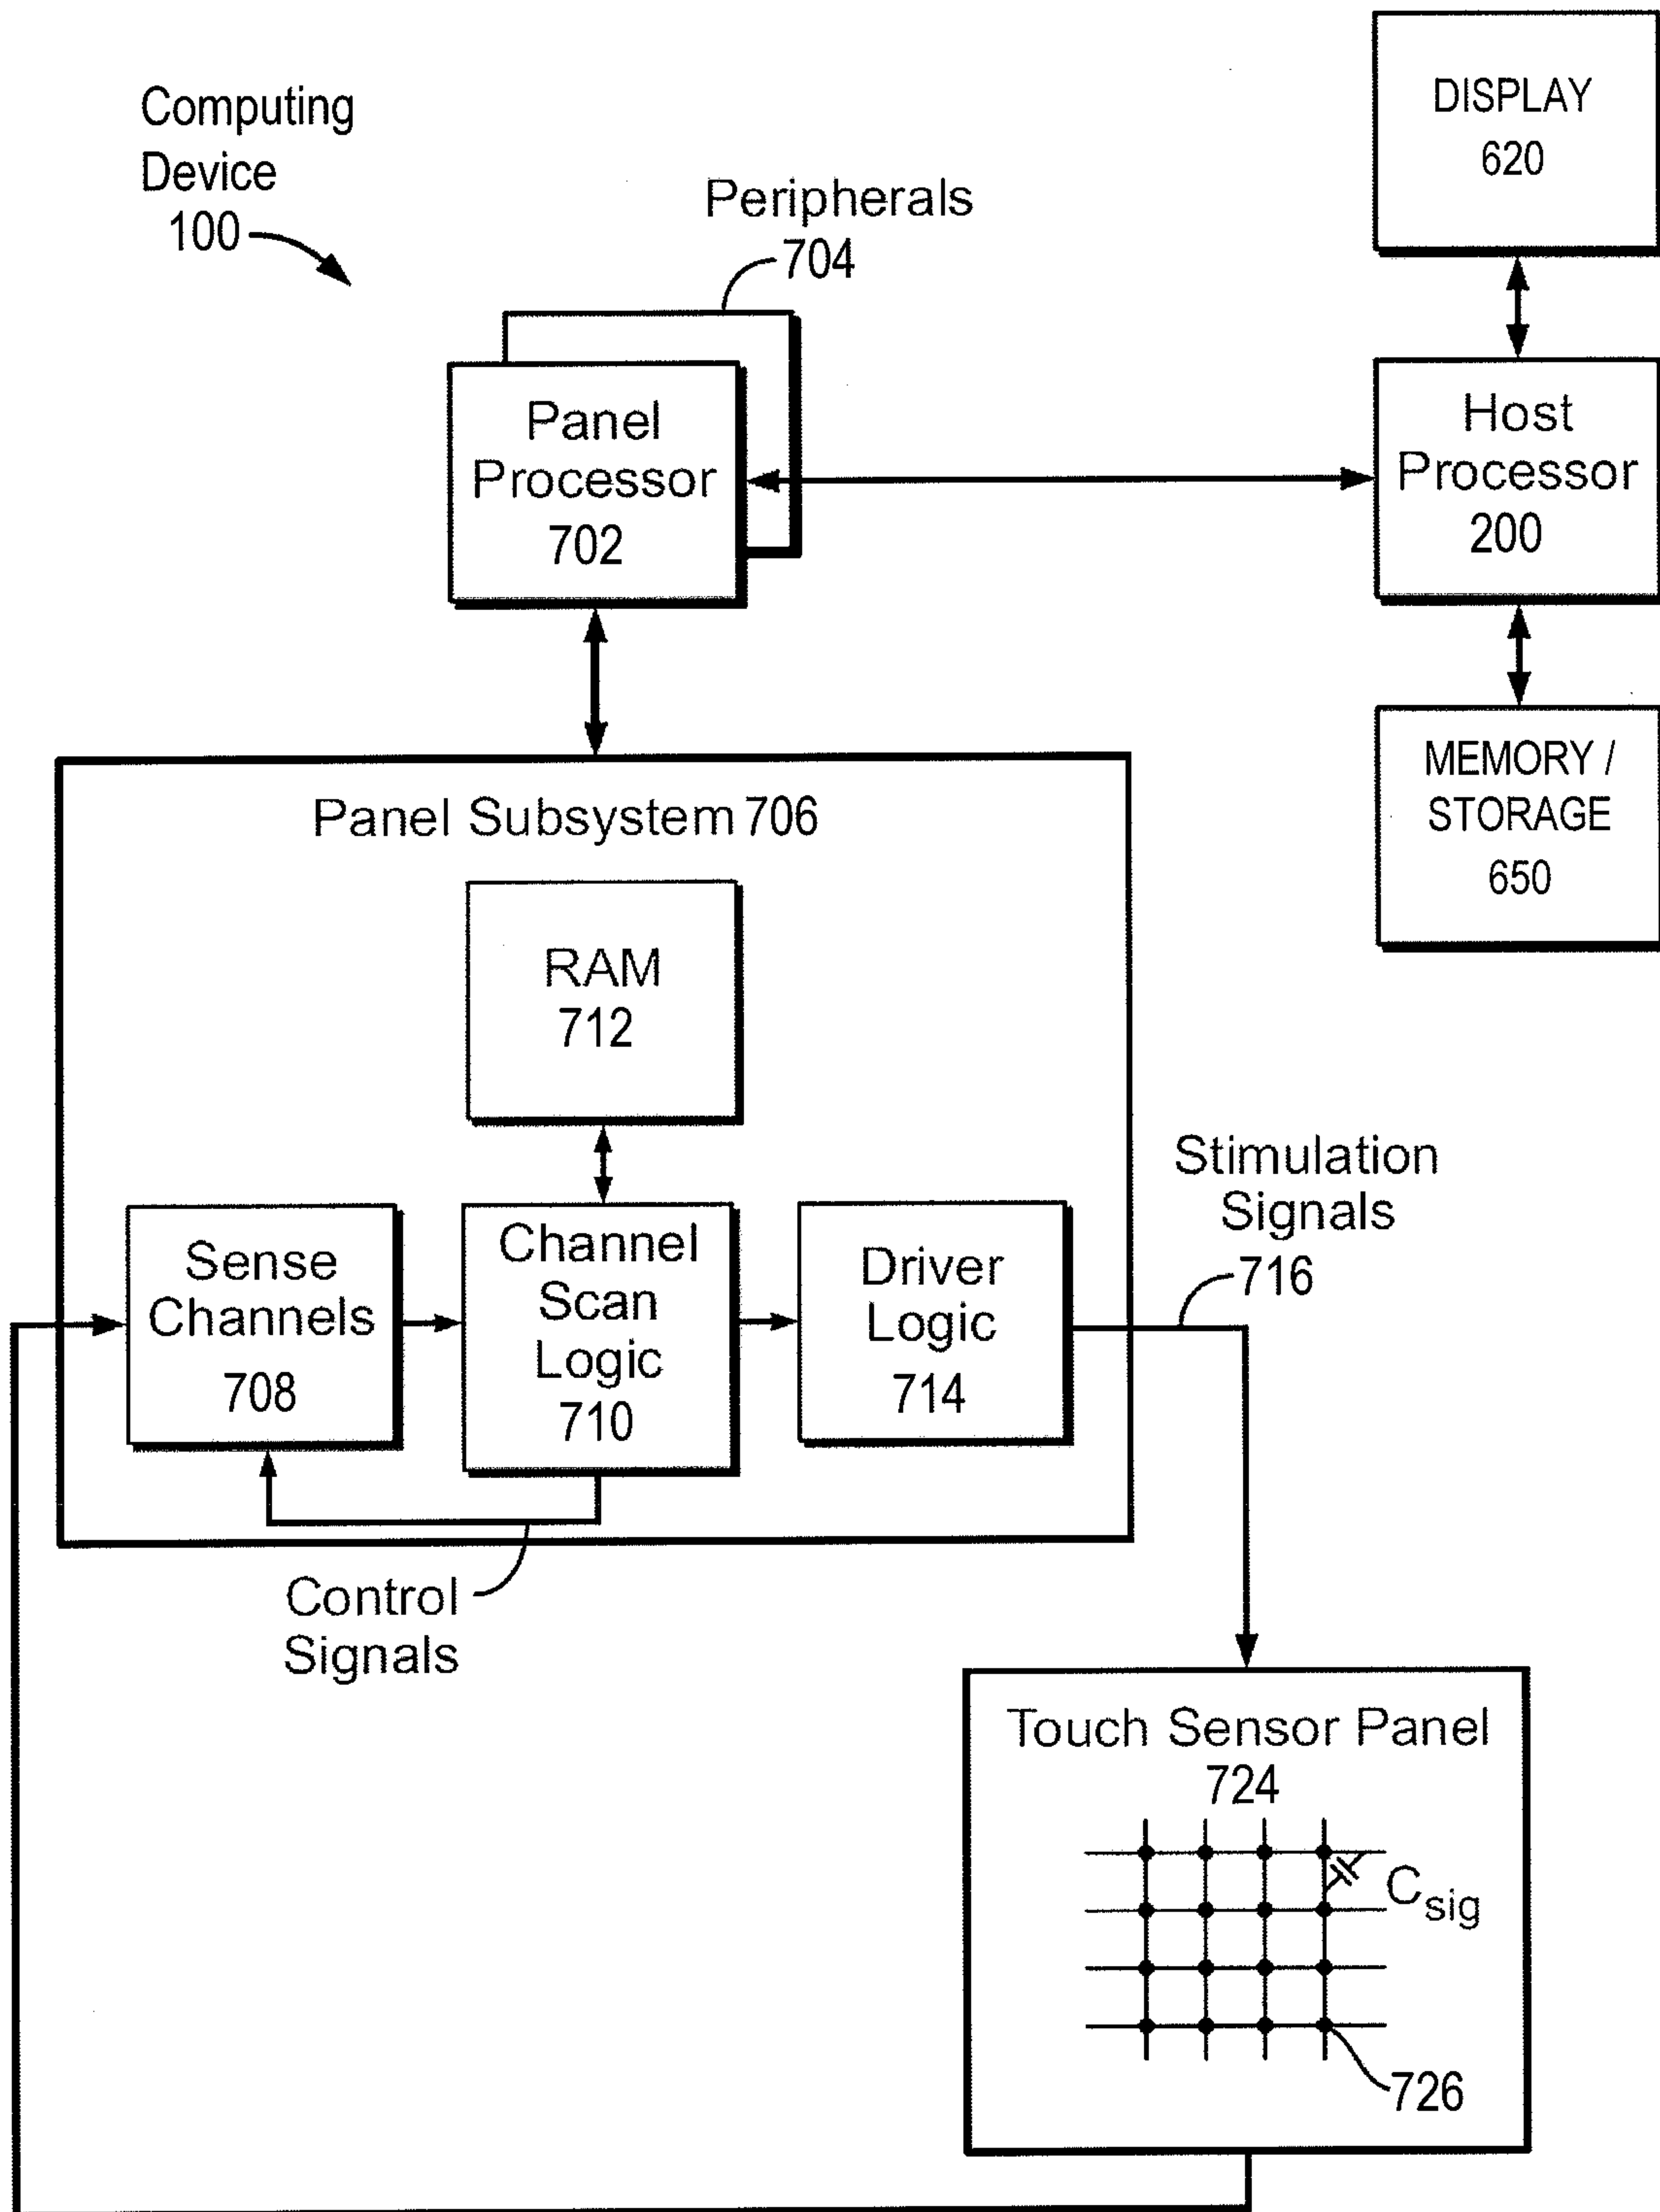 Computing
Device
100
Peripherals
704
DISPLAY
620
Panel
Processor
702
Host
Processor
200
MEMORY /
STORAGE
650
Panel Subsystem 706
RAM
712
Sense
Channels
708
Channel
Scan
Logic
710
Driver
Logic
714
Stimulation
Signals
716
Control
Signals
Touch Sensor Panel
724
Csig
726